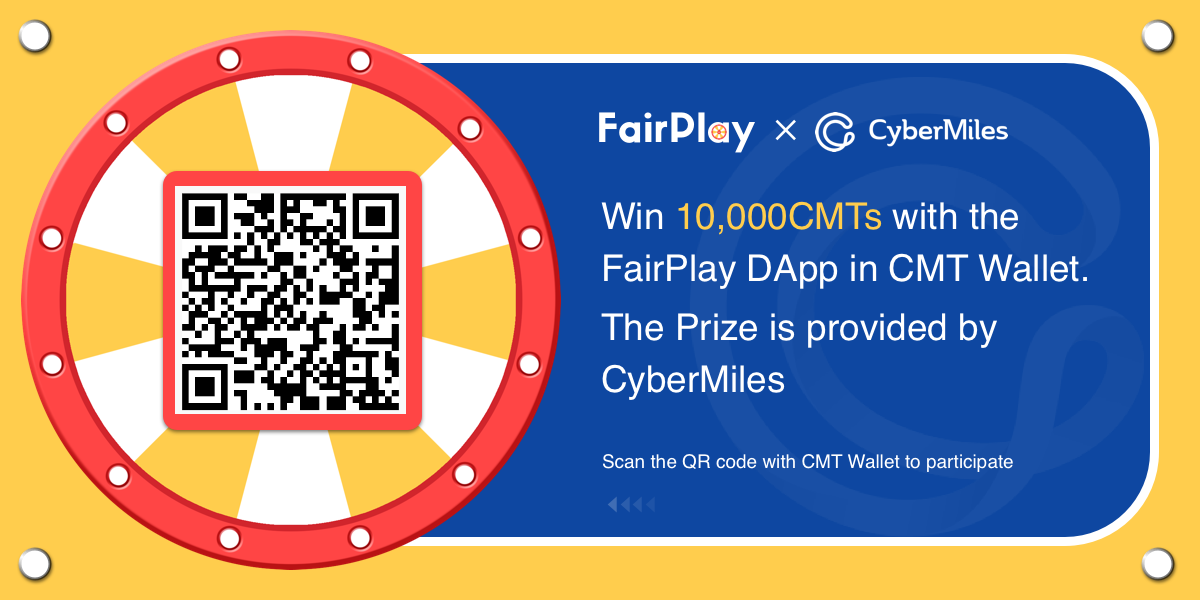 FairPlay × CyberMiles
Win 10,000CMTs with the
FairPlay DApp in CMT Wallet.
The Prize is provided by
CyberMiles
Scan the QR code with CMT Wallet to participate